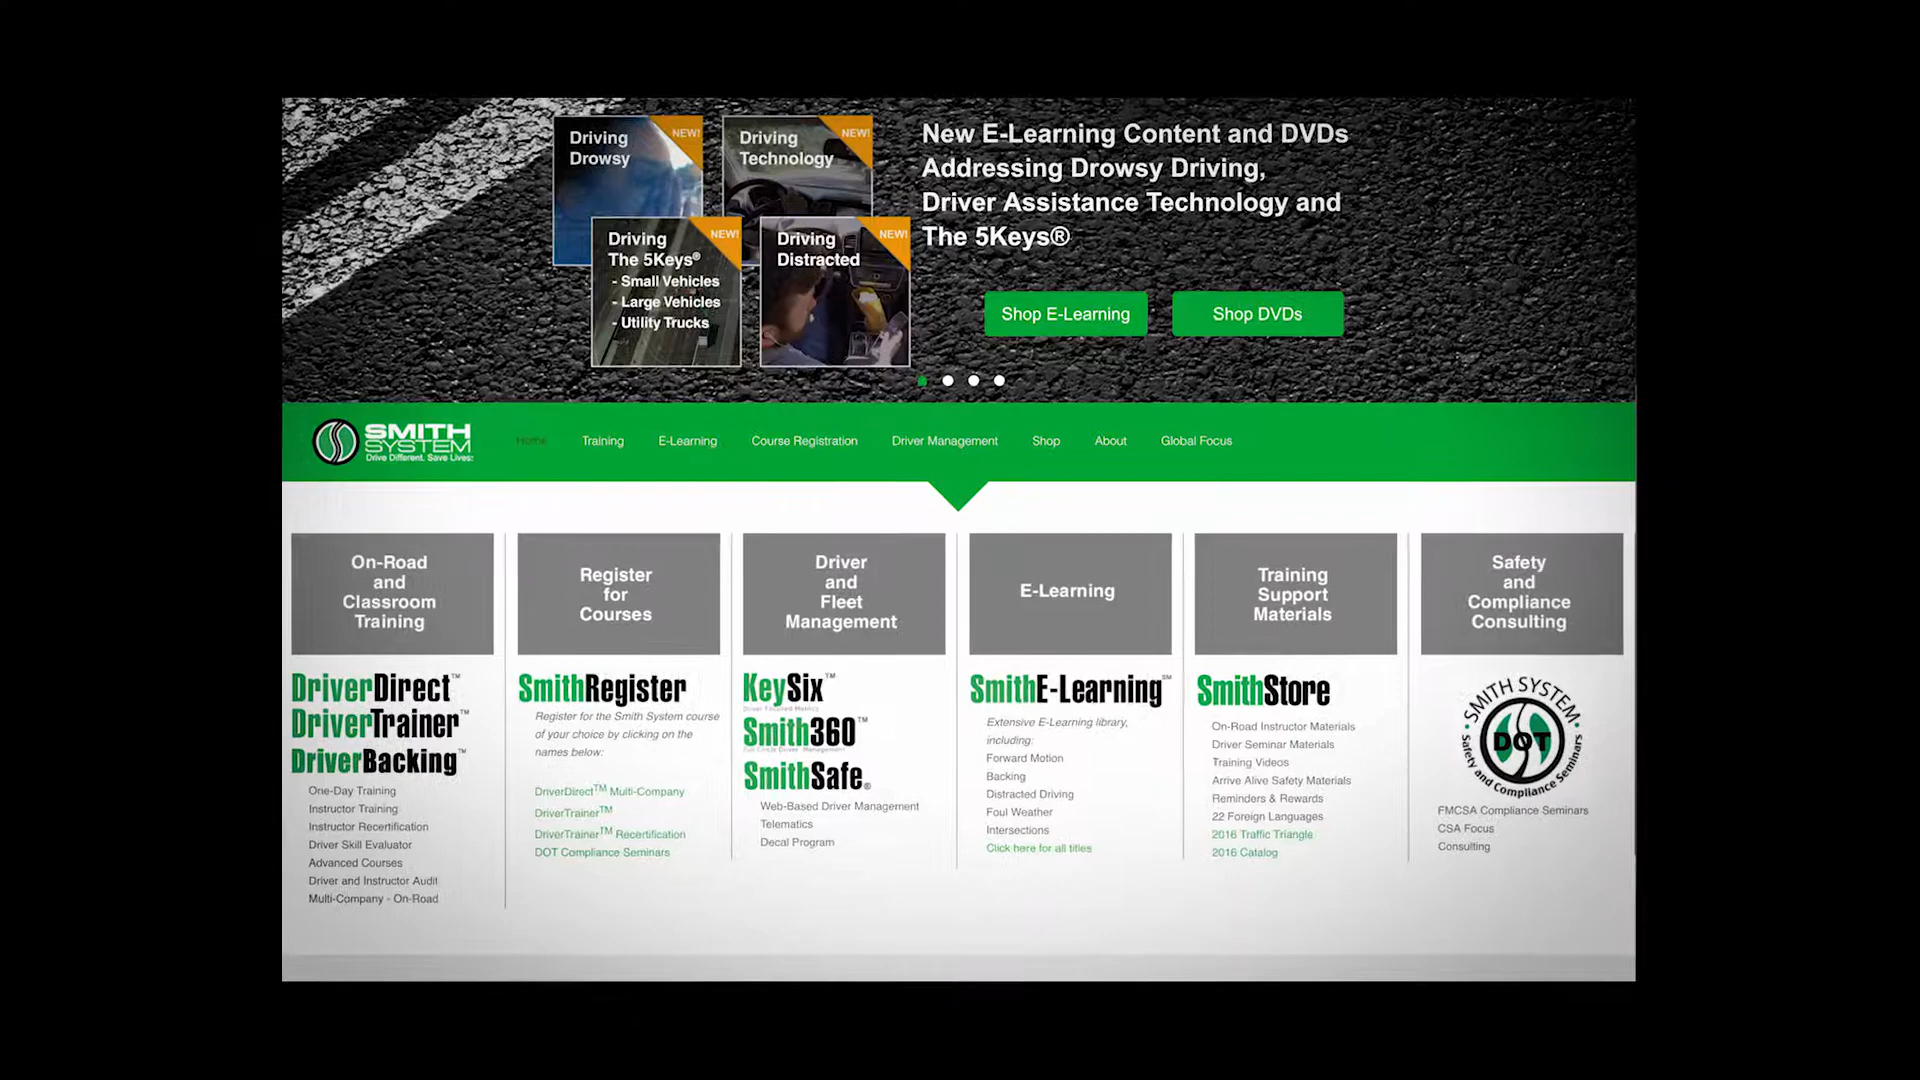 Driving
Drowsy
NEW!
Driving
Technology
NEW!
Driving
The 5Keys®
- Small Vehicles
- Large Vehicles
- Utility Trucks
NEW!
Driving
Distracted
NEW!
New E-Learning Content and DVDs
Addressing Drowsy Driving,
Driver Assistance Technology and
The 5Keys®
Shop E-Learning
Shop DVDs
SMITH
SYSTEM
Drive Different. Save Lives.
Home
Training
E-Learning
Course Registration
Driver Management
Shop
About
Global Focus
On-Road
and
Classroom
Training
DriverDirect™
DriverTrainer™
DriverBacking™
One-Day Training
Instructor Training
Instructor Recertification
Driver Skill Evaluator
Advanced Courses
Driver and Instructor Audit
Multi-Company - On-Road
Register
for
Courses
SmithRegister
Register for the Smith System course
of your choice by clicking on the
names below:
DriverDirect™ Multi-Company
DriverTrainer™
DriverTrainer™ Recertification
DOT Compliance Seminars
Driver
and
Fleet
Management
KeySix™
Driver Focused Metrics
Smith360™
Full Circle Driver Management
SmithSafe®
Web-Based Driver Management
Telematics
Decal Program
E-Learning
SmithE-Learning℠
Extensive E-Learning library,
including:
Forward Motion
Backing
Distracted Driving
Foul Weather
Intersections
Click here for all titles
Training
Support
Materials
SmithStore
On-Road Instructor Materials
Driver Seminar Materials
Training Videos
Arrive Alive Safety Materials
Reminders & Rewards
22 Foreign Languages
2016 Traffic Triangle
2016 Catalog
Safety
and
Compliance
Consulting
SMITH SYSTEM
DOT
Safety and Compliance Seminars
FMCSA Compliance Seminars
CSA Focus
Consulting